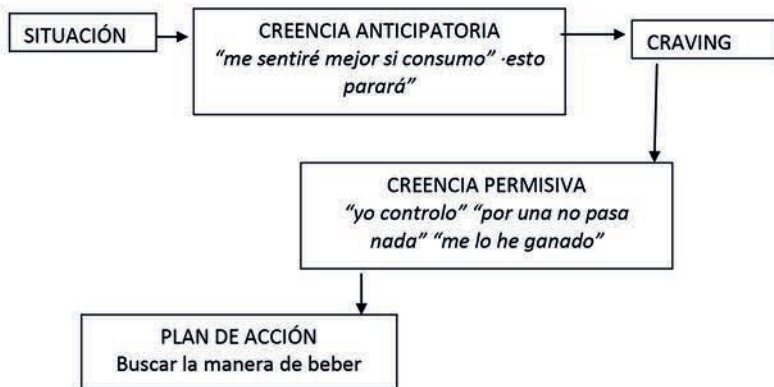 SITUACIÓN
CREENCIA ANTICIPATORIA
“me sentiré mejor si consumo” ·esto
parará”
CRAVING
CREENCIA PERMISIVA
“yo controlo” “por una no pasa
nada” “me lo he ganado”
PLAN DE ACCIÓN
Buscar la manera de beber